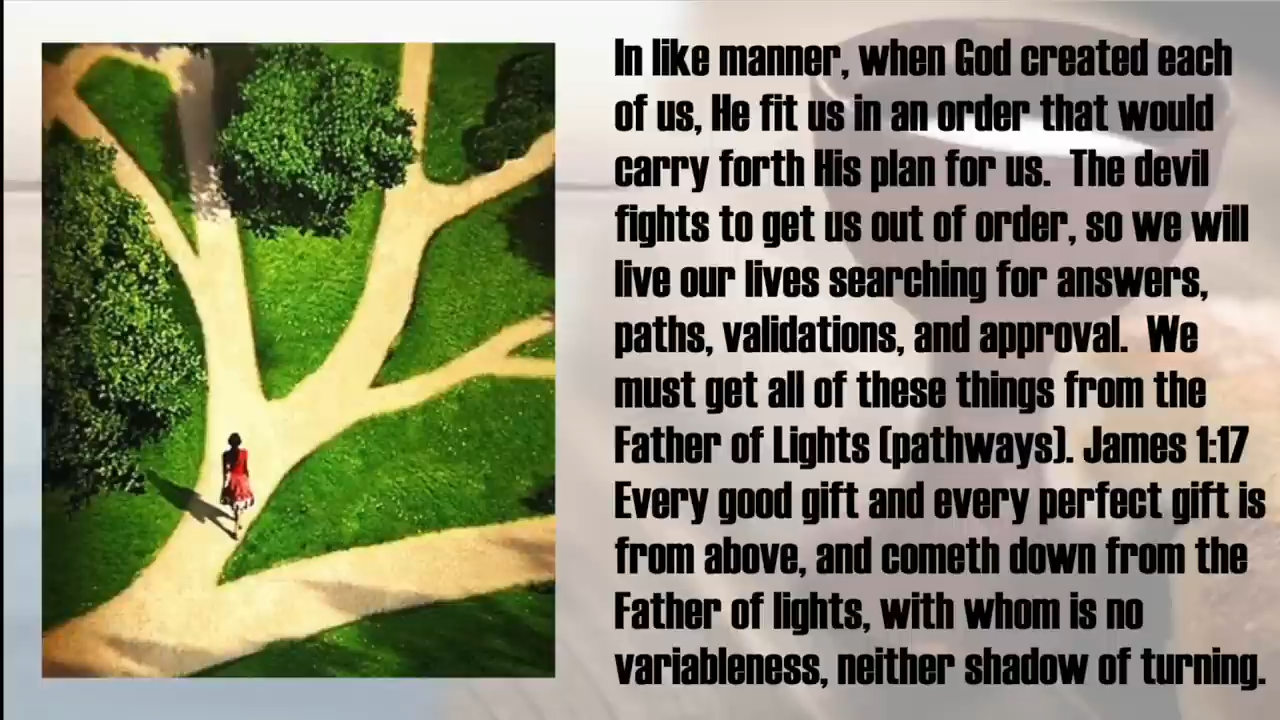 In like manner, when God created each
of us, He fit us in an order that would
carry forth His plan for us.  The devil
fights to get us out of order, so we will
live our lives searching for answers,
paths, validations, and approval.  We
must get all of these things from the
Father of Lights (pathways). James 1:17
Every good gift and every perfect gift is
from above, and cometh down from the
Father of lights, with whom is no
variableness, neither shadow of turning.